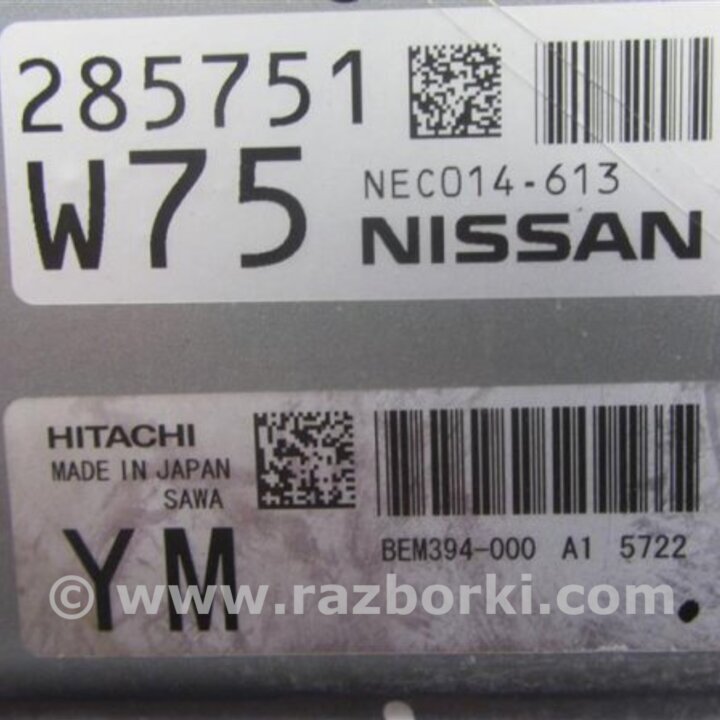 285751
W75
NEC014-613
NISSAN
HITACHI
MADE IN JAPAN
SAWA
YM
BEM394-000 A1 5722
©www.razborki.com